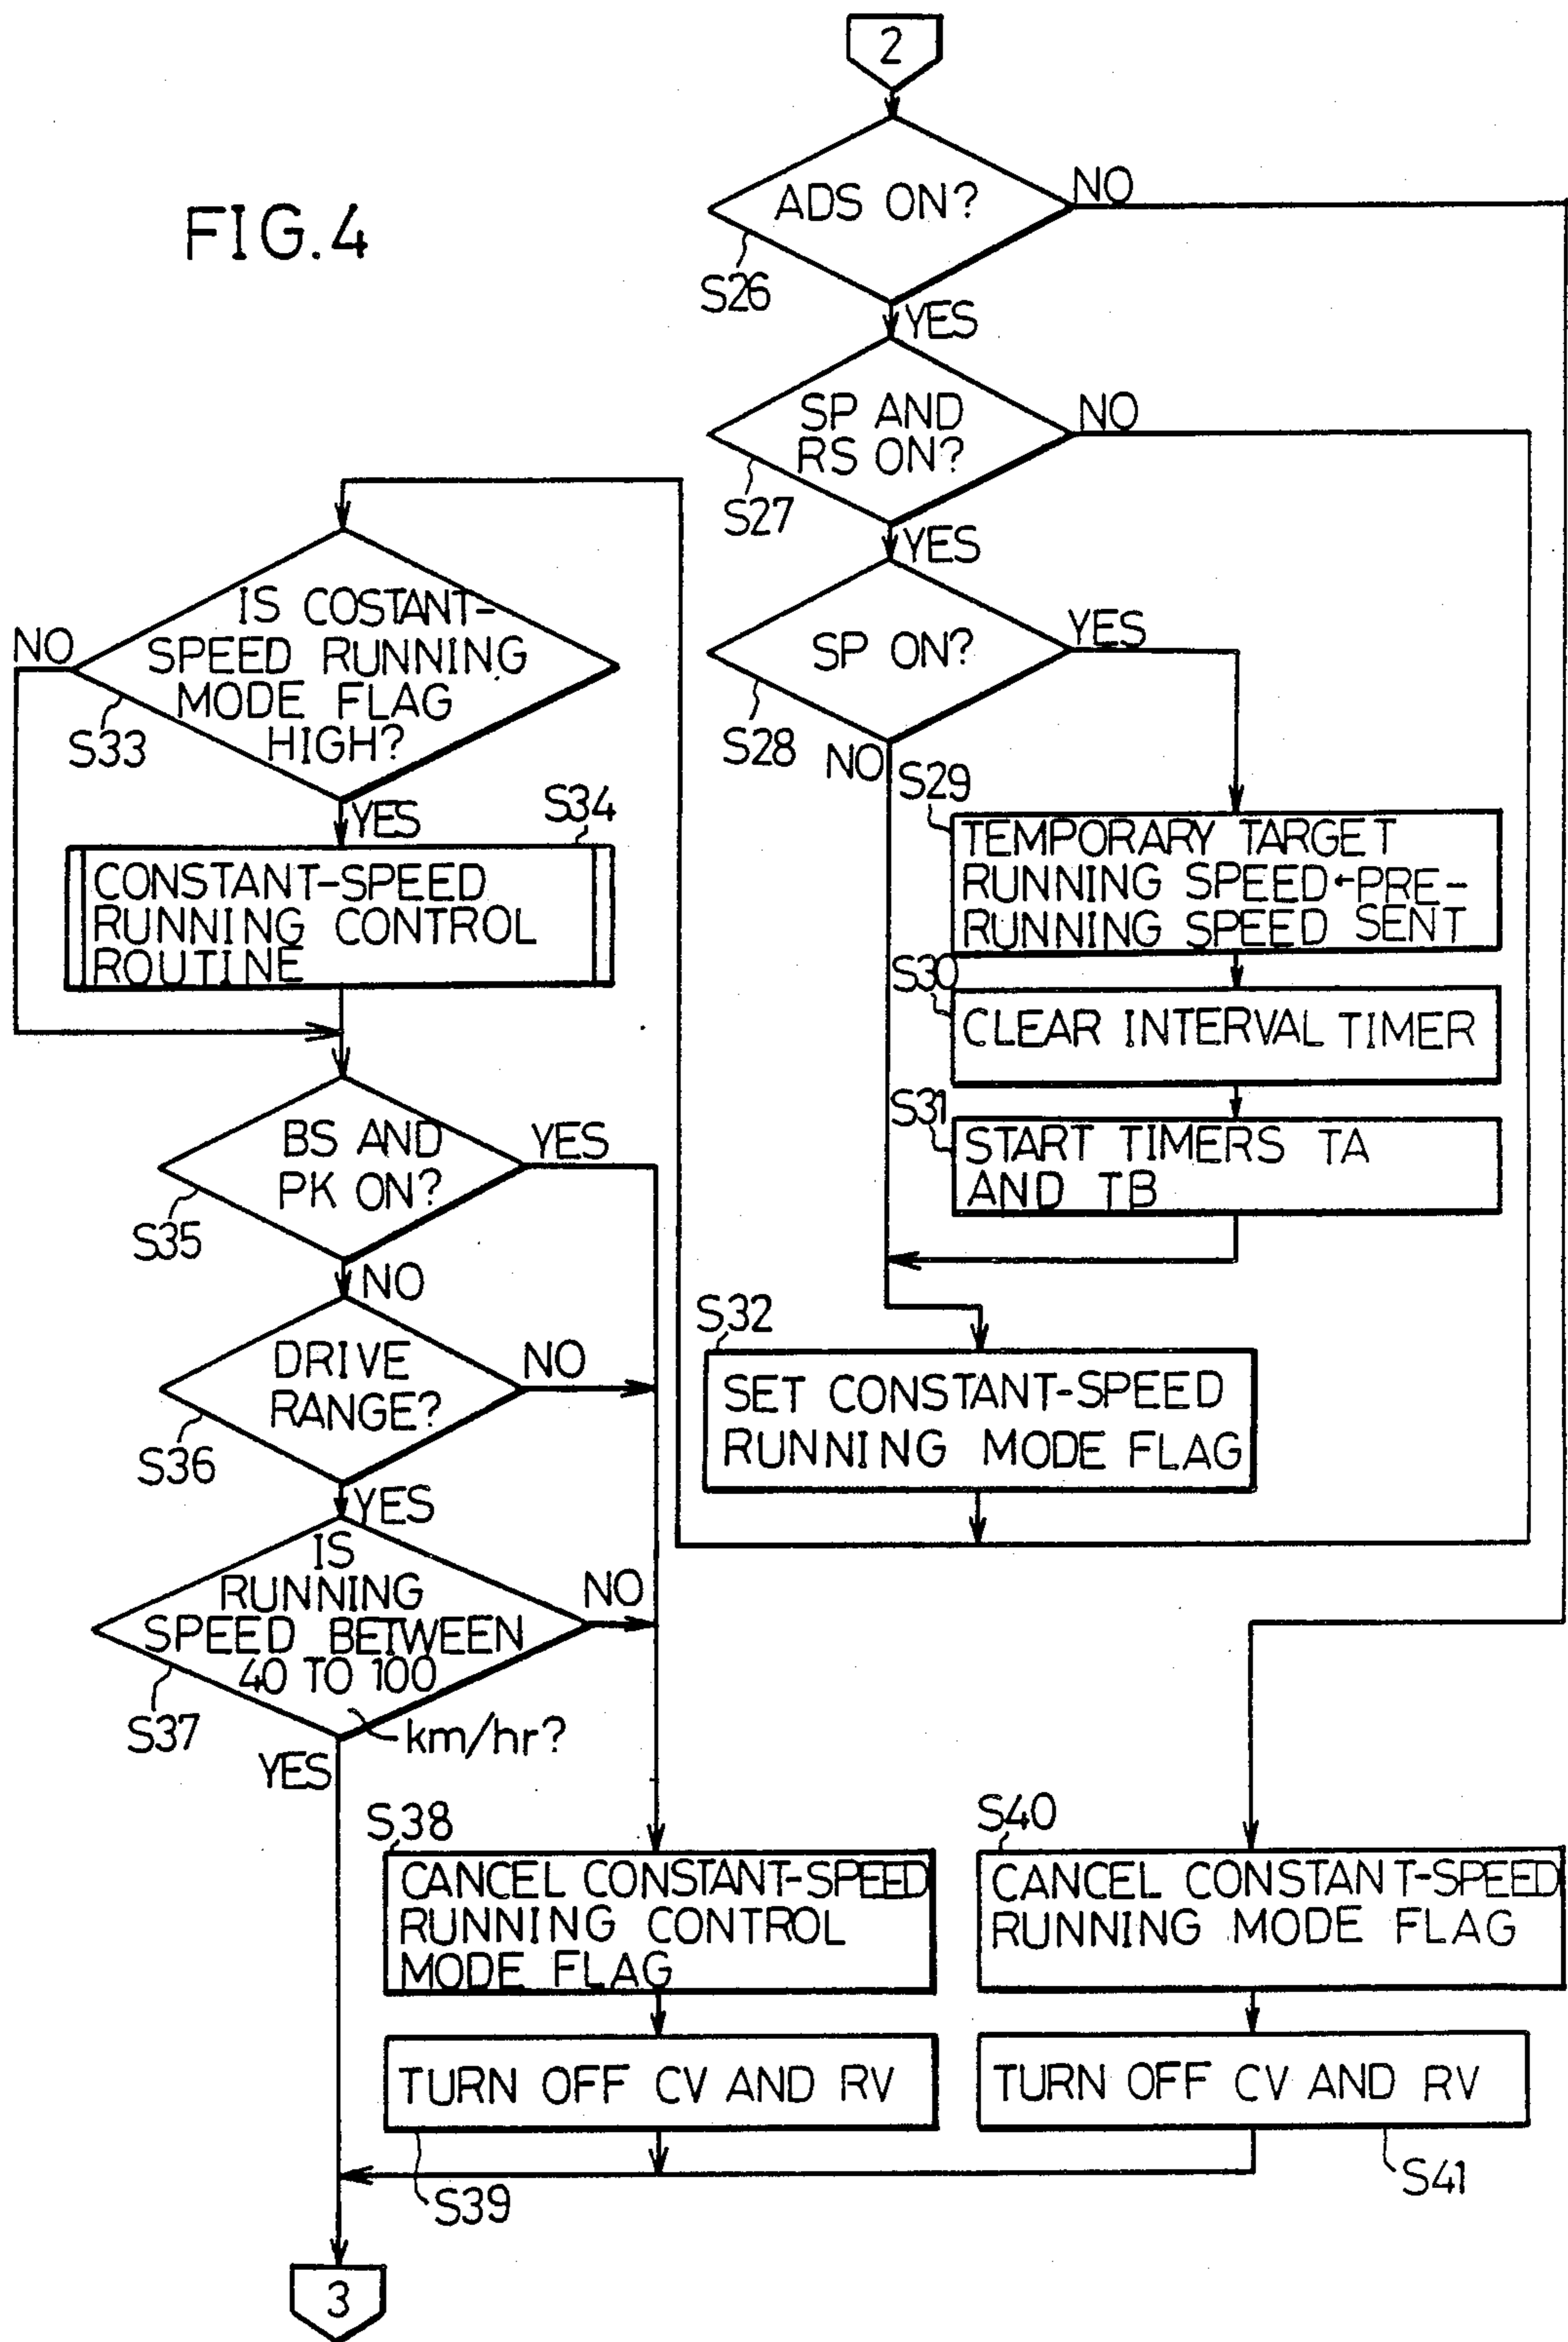 FIG.4
2
ADS ON?
NO
S26
YES
SP AND
RS ON?
NO
S27
YES
SP ON?
YES
S28
NO
S29
TEMPORARY TARGET
RUNNING SPEED←PRE-
RUNNING SPEED SENT
S30
CLEAR INTERVAL TIMER
S31
START TIMERS TA
AND TB
S32
SET CONSTANT-SPEED
RUNNING MODE FLAG
IS COSTANT-
SPEED RUNNING
MODE FLAG
HIGH?
NO
S33
YES
S34
CONSTANT-SPEED
RUNNING CONTROL
ROUTINE
BS AND
PK ON?
YES
S35
NO
DRIVE
RANGE?
NO
S36
YES
IS
RUNNING
SPEED BETWEEN
40 TO 100
km/hr?
NO
S37
YES
S38
CANCEL CONSTANT-SPEED
RUNNING CONTROL
MODE FLAG
TURN OFF CV AND RV
S39
S40
CANCEL CONSTANT-SPEED
RUNNING MODE FLAG
TURN OFF CV AND RV
S41
3